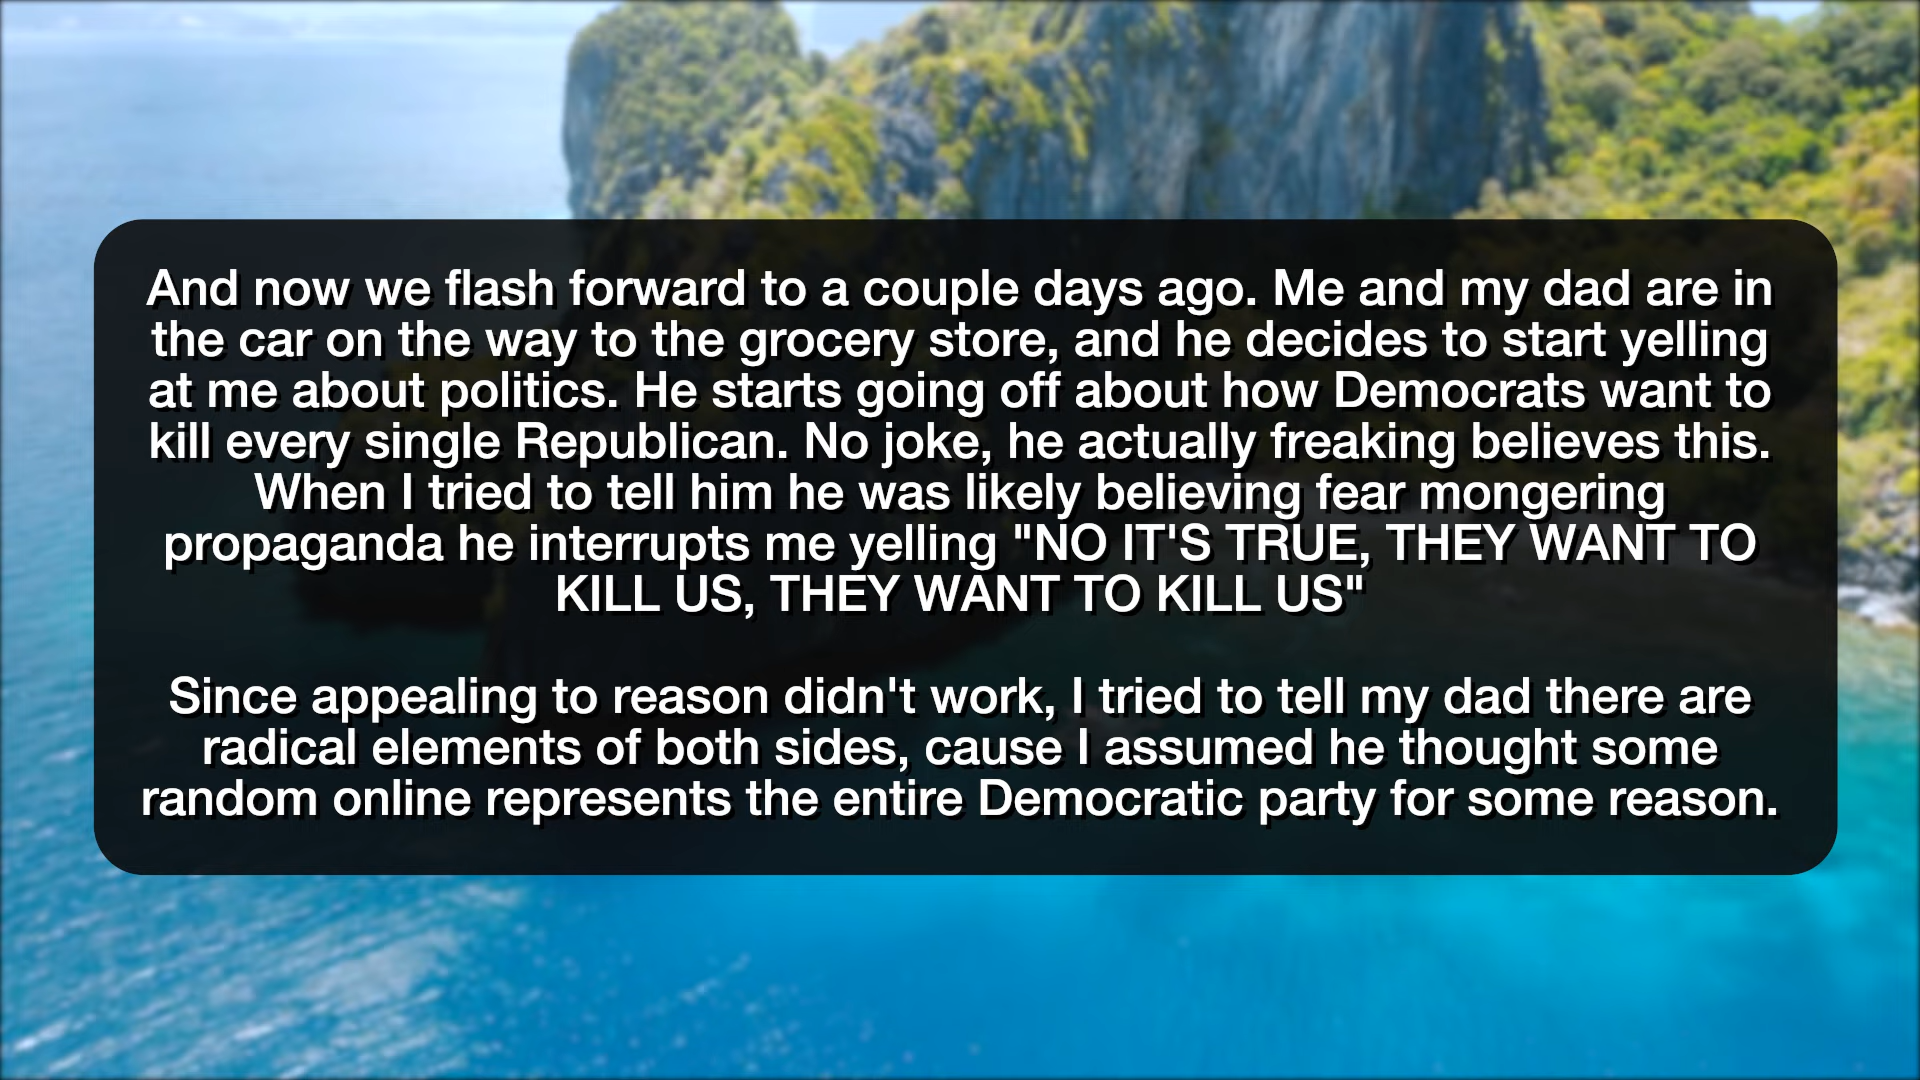 And now we flash forward to a couple days ago. Me and my dad are in
the car on the way to the grocery store, and he decides to start yelling
at me about politics. He starts going off about how Democrats want to
kill every single Republican. No joke, he actually freaking believes this.
When I tried to tell him he was likely believing fear mongering
propaganda he interrupts me yelling "NO IT'S TRUE, THEY WANT TO
KILL US, THEY WANT TO KILL US"
Since appealing to reason didn't work, I tried to tell my dad there are
radical elements of both sides, cause I assumed he thought some
random online represents the entire Democratic party for some reason.